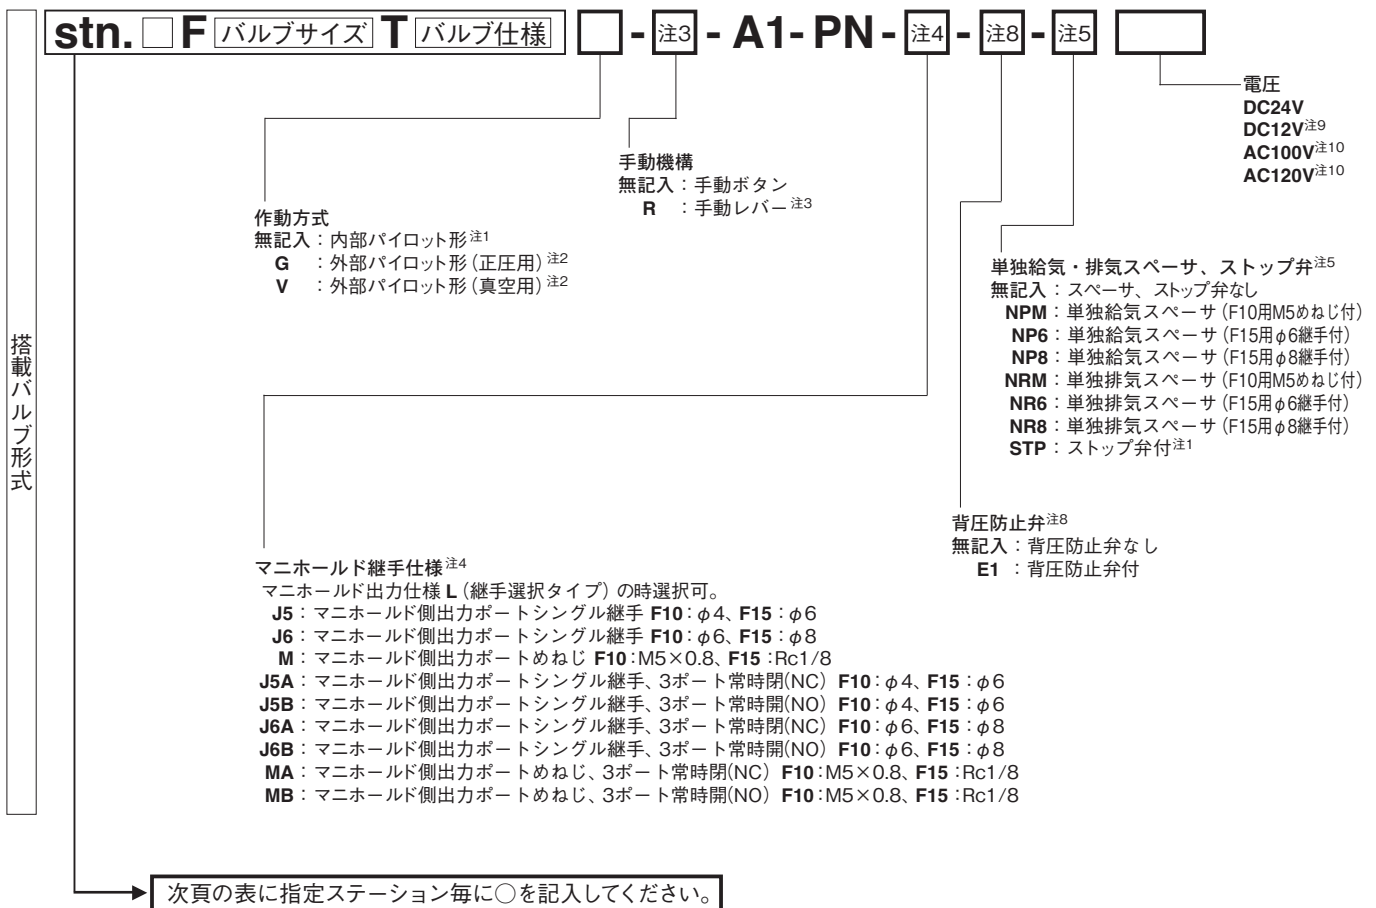 搭載バルブ形式
stn. □ F バルブサイズ T バルブ仕様 □ - 注3 - A1- PN - 注4 - 注8 - 注5
電圧
DC24V
DC12V注9
AC100V注10
AC120V注10
手動機構
無記入：手動ボタン
R ：手動レバー注3
作動方式
無記入：内部パイロット形注1
G ：外部パイロット形（正圧用）注2
V ：外部パイロット形（真空用）注2
単独給気・排気スペーサ、ストップ弁注5
無記入：スペーサ、ストップ弁なし
NPM：単独給気スペーサ（F10用M5めねじ付）
NP6：単独給気スペーサ（F15用φ6継手付）
NP8：単独給気スペーサ（F15用φ8継手付）
NRM：単独排気スペーサ（F10用M5めねじ付）
NR6：単独排気スペーサ（F15用φ6継手付）
NR8：単独排気スペーサ（F15用φ8継手付）
STP：ストップ弁付注1
背圧防止弁注8
無記入：背圧防止弁なし
E1 ：背圧防止弁付
マニホールド継手仕様注4
マニホールド出力仕様 L（継手選択タイプ）の時選択可。
J5：マニホールド側出力ポートシングル継手 F10：φ4、F15：φ6
J6：マニホールド側出力ポートシングル継手 F10：φ6、F15：φ8
M：マニホールド側出力ポートめねじ F10：M5×0.8、F15：Rc1/8
J5A：マニホールド側出力ポートシングル継手、3ポート常時閉(NC) F10：φ4、F15：φ6
J5B：マニホールド側出力ポートシングル継手、3ポート常時開(NO) F10：φ4、F15：φ6
J6A：マニホールド側出力ポートシングル継手、3ポート常時閉(NC) F10：φ6、F15：φ8
J6B：マニホールド側出力ポートシングル継手、3ポート常時開(NO) F10：φ6、F15：φ8
MA：マニホールド側出力ポートめねじ、3ポート常時閉(NC) F10：M5×0.8、F15：Rc1/8
MB：マニホールド側出力ポートめねじ、3ポート常時開(NO) F10：M5×0.8、F15：Rc1/8
次頁の表に指定ステーション毎に○を記入してください。